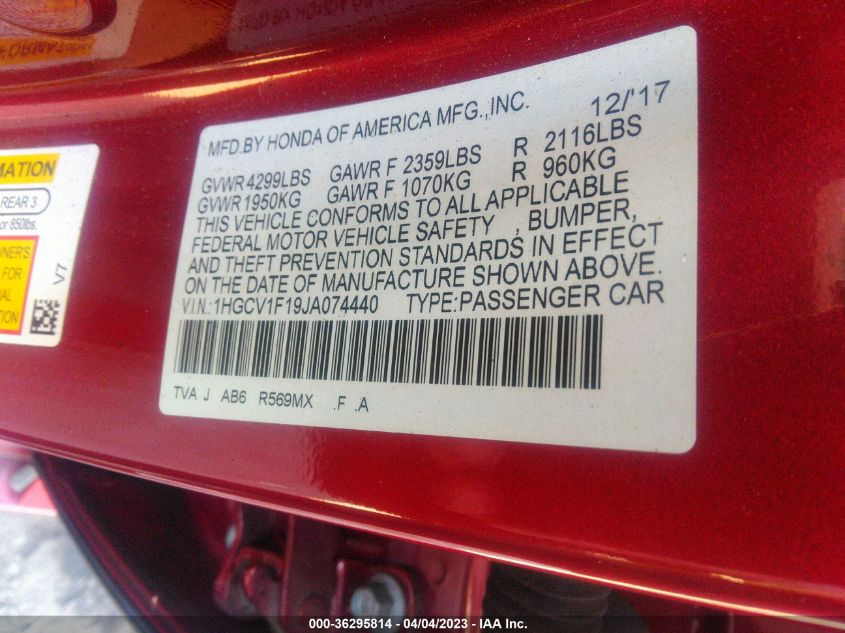 MFD.BY HONDA OF AMERICA MFG.,INC. 12/'17
GVWR 4299LBS GAWR F 2359LBS R 2116LBS
GVWR 1950KG GAWR F 1070KG R 960KG
THIS VEHICLE CONFORMS TO ALL APPLICABLE
FEDERAL MOTOR VEHICLE SAFETY , BUMPER,
AND THEFT PREVENTION STANDARDS IN EFFECT
ON THE DATE OF MANUFACTURE SHOWN ABOVE.
V.I.N.:1HGCV1F19JA074440 TYPE:PASSENGER CAR
TVA J AB6 R569MX .F .A
REAR 3
or 850lbs.
V7
000-36295814 - 04/04/2023 - IAA Inc.